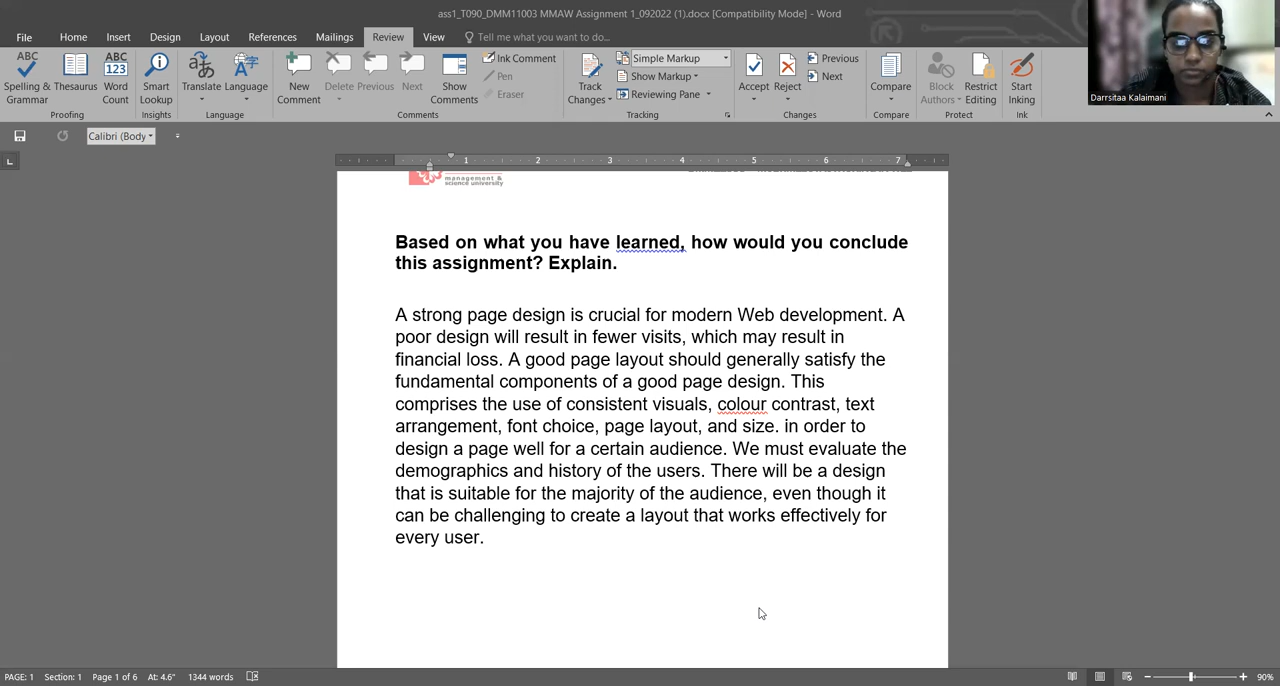 ass1_T090_DMM11003 MMAW Assignment 1_092022 (1).docx [Compatibility Mode] - Word
File Home Insert Design Layout References Mailings Review View Tell me what you want to do...
ABC
Spelling & Grammar
Thesaurus
ABC 123
Word Count
Proofing
Smart Lookup
Insights
Translate
Language
Language
New Comment
Delete
Previous
Next
Show Comments
Ink Comment
Pen
Eraser
Comments
Track Changes
Simple Markup
Show Markup
Reviewing Pane
Tracking
Accept
Reject
Previous
Next
Changes
Compare
Compare
Block Authors
Restrict Editing
Protect
Start Inking
Ink
Darrsitaa Kalaimani
Calibri (Body
1 2 3 4 5 6 7
management &
science university
Based on what you have learned, how would you conclude
this assignment? Explain.
A strong page design is crucial for modern Web development. A
poor design will result in fewer visits, which may result in
financial loss. A good page layout should generally satisfy the
fundamental components of a good page design. This
comprises the use of consistent visuals, colour contrast, text
arrangement, font choice, page layout, and size. in order to
design a page well for a certain audience. We must evaluate the
demographics and history of the users. There will be a design
that is suitable for the majority of the audience, even though it
can be challenging to create a layout that works effectively for
every user.
PAGE: 1 Section: 1 Page 1 of 6 At: 4.6" 1344 words 90%